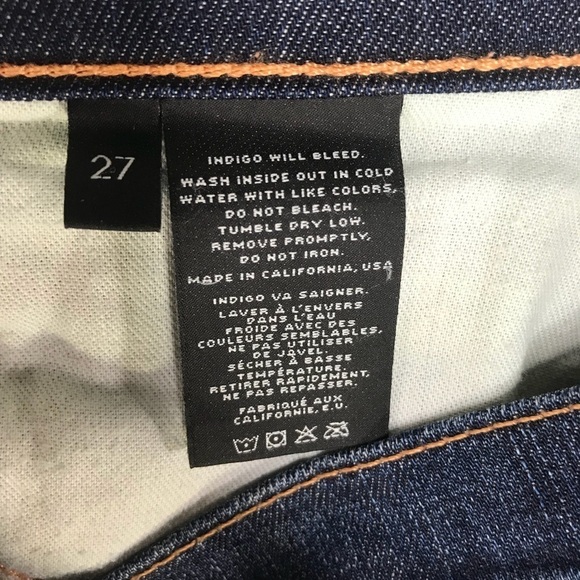 27
INDIGO WILL BLEED.
WASH INSIDE OUT IN COLD
WATER WITH LIKE COLORS,
DO NOT BLEACH.
TUMBLE DRY LOW.
REMOVE PROMPTLY,
DO NOT IRON.
MADE IN CALIFORNIA, USA
INDIGO VA SAIGNER.
LAVER À L'ENVERS
DANS L'EAU
FROIDE AVEC DES
COULEURS SEMBLABLES,
NE PAS UTILISER
DE JAVEL.
SÉCHER À BASSE
TEMPÉRATURE.
RETIRER RAPIDEMENT,
NE PAS REPASSER.
FABRIQUÉ AUX
CALIFORNIE, E.U.